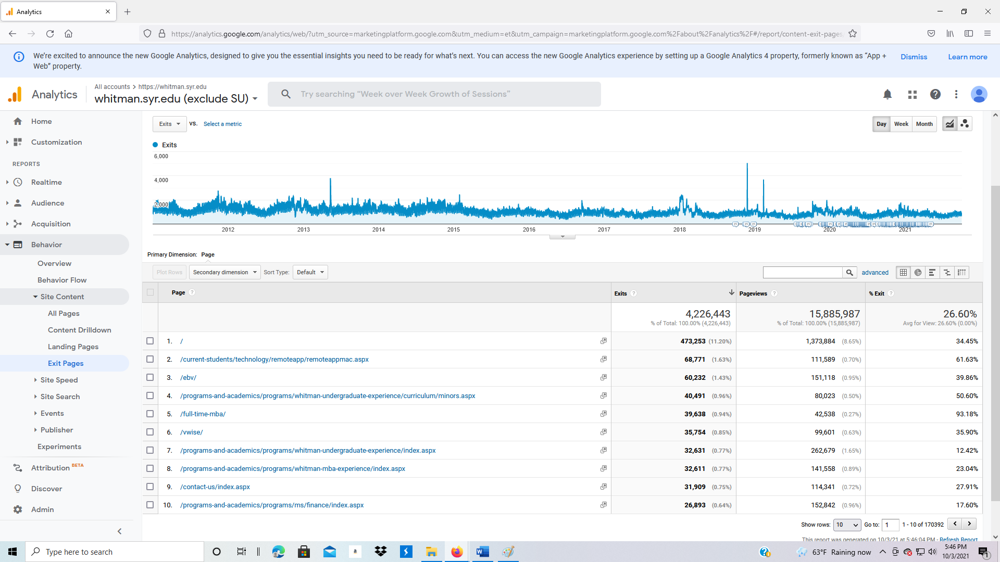 Analytics
https://analytics.google.com/analytics/web/?utm_source=marketingplatform.google.com&utm_medium=et&utm_campaign=marketingplatform.google.com%2Fabout%2Fanalytics%2F#/report/content-exit-pages/
We're excited to announce the new Google Analytics, designed to give you the essential insights you need to be ready for what's next. You can access the new Google Analytics experience by setting up a Google Analytics 4 property, formerly known as "App +
Web" property.
Dismiss
Learn more
Analytics
All accounts > https://whitman.syr.edu
whitman.syr.edu (exclude SU)
Try searching "Week over Week Growth of Sessions"
Home
Customization
REPORTS
Realtime
Audience
Acquisition
Behavior
Overview
Behavior Flow
Site Content
All Pages
Content Drilldown
Landing Pages
Exit Pages
Site Speed
Site Search
Events
Publisher
Experiments
Attribution BETA
Discover
Admin
Exits VS. Select a metric
Day Week Month
Exits
6,000
4,000
2,000
2012 2013 2014 2015 2016 2017 2018 2019 2020 2021
Primary Dimension: Page
Plot Rows Secondary dimension Sort Type: Default
advanced
Page ? Exits ? Pageviews ? % Exit ?
4,226,443 15,885,987 26.60%
% of Total: 100.00% (4,226,443) % of Total: 100.00% (15,885,987) Avg for View: 26.60% (0.00%)
1. / 473,253 (11.20%) 1,373,884 (8.65%) 34.45%
2. /current-students/technology/remoteapp/remoteappmac.aspx 68,771 (1.63%) 111,589 (0.70%) 61.63%
3. /ebv/ 60,232 (1.43%) 151,118 (0.95%) 39.86%
4. /programs-and-academics/programs/whitman-undergraduate-experience/curriculum/minors.aspx 40,491 (0.96%) 80,023 (0.50%) 50.60%
5. /full-time-mba/ 39,638 (0.94%) 42,538 (0.27%) 93.18%
6. /vwise/ 35,754 (0.85%) 99,601 (0.63%) 35.90%
7. /programs-and-academics/programs/whitman-undergraduate-experience/index.aspx 32,631 (0.77%) 262,679 (1.65%) 12.42%
8. /programs-and-academics/programs/whitman-mba-experience/index.aspx 32,611 (0.77%) 141,558 (0.89%) 23.04%
9. /contact-us/index.aspx 31,909 (0.75%) 114,341 (0.72%) 27.91%
10. /programs-and-academics/programs/ms/finance/index.aspx 26,893 (0.64%) 152,842 (0.96%) 17.60%
Show rows: 10 Go to: 1 1 - 10 of 170392
This report was generated on 10/3/21 at 5:46:04 PM - Refresh Report
Type here to search
63°F Raining now
5:46 PM
10/3/2021
1